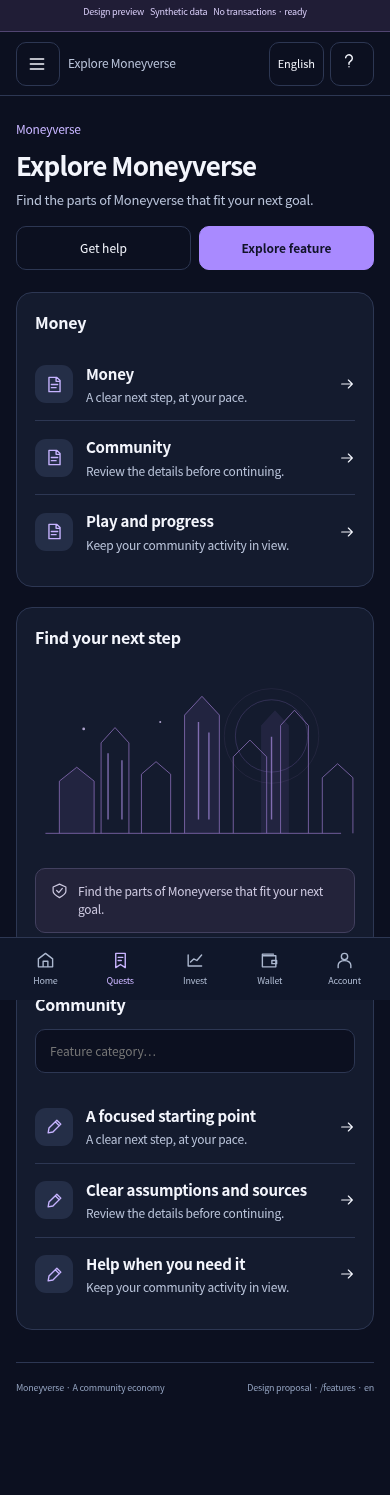 Design preview Synthetic data No transactions · ready
Explore Moneyverse
English
?
Moneyverse
Explore Moneyverse
Find the parts of Moneyverse that fit your next goal.
Get help
Explore feature
Money
Money
A clear next step, at your pace.
Community
Review the details before continuing.
Play and progress
Keep your community activity in view.
Find your next step
Find the parts of Moneyverse that fit your next
goal.
Home
Quests
Invest
Wallet
Account
Community
Feature category…
A focused starting point
A clear next step, at your pace.
Clear assumptions and sources
Review the details before continuing.
Help when you need it
Keep your community activity in view.
Moneyverse · A community economy
Design proposal · /features · en